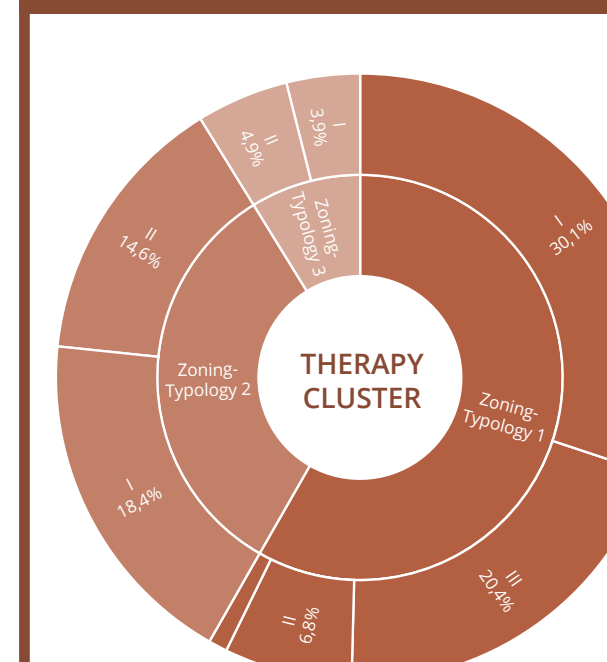 THERAPY
CLUSTER
Zoning-
Typology 1
I
30,1%
III
20,4%
II
6,8%
Zoning-
Typology 2
I
18,4%
II
14,6%
Zoning-
Typology 3
II
4,9%
I
3,9%